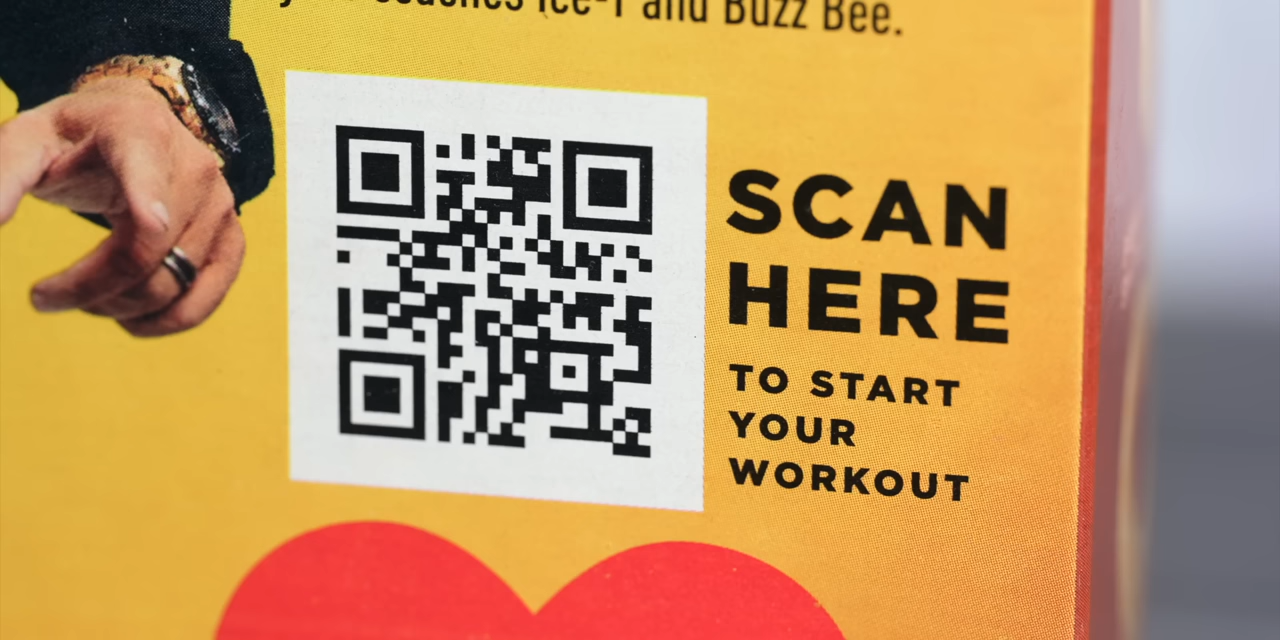 coaches Ice-T and Buzz Bee.
SCAN
HERE
TO START
YOUR
WORKOUT